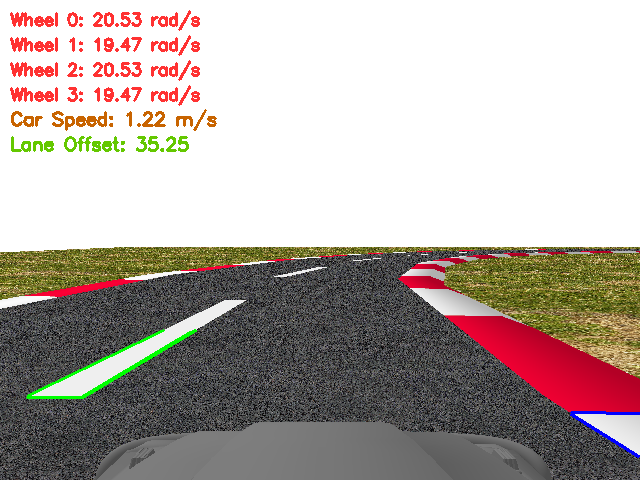 Wheel 0: 20.53 rad/s
Wheel 1: 19.47 rad/s
Wheel 2: 20.53 rad/s
Wheel 3: 19.47 rad/s
Car Speed: 1.22 m/s
Lane Offset: 35.25